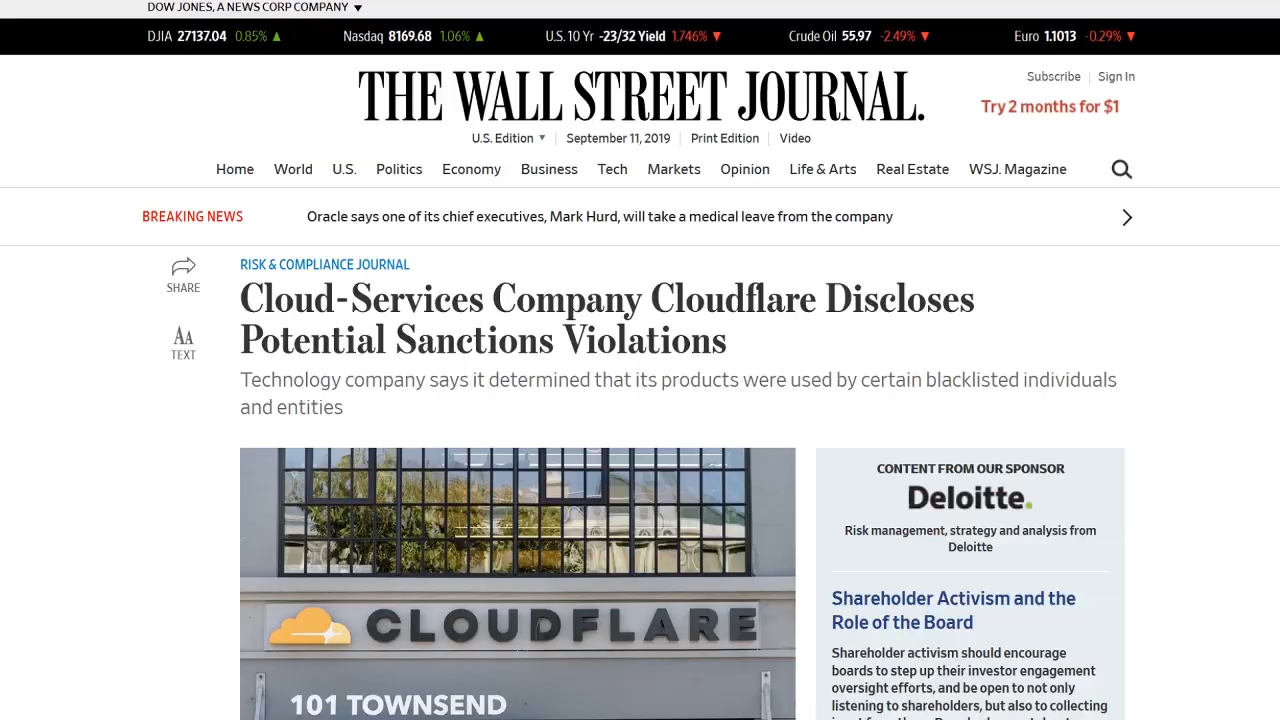 DOW JONES, A NEWS CORP COMPANY
DJIA 27137.04 0.85% Nasdaq 8169.68 1.06% U.S. 10 Yr -23/32 Yield 1.746% Crude Oil 55.97 -2.49% Euro 1.1013 -0.29%
THE WALL STREET JOURNAL.
Subscribe Sign In
Try 2 months for $1
U.S. Edition September 11, 2019 Print Edition Video
Home World U.S. Politics Economy Business Tech Markets Opinion Life & Arts Real Estate WSJ. Magazine
BREAKING NEWS Oracle says one of its chief executives, Mark Hurd, will take a medical leave from the company
SHARE
AA
TEXT
RISK & COMPLIANCE JOURNAL
Cloud-Services Company Cloudflare Discloses
Potential Sanctions Violations
Technology company says it determined that its products were used by certain blacklisted individuals
and entities
CLOUDFLARE
101 TOWNSEND
CONTENT FROM OUR SPONSOR
Deloitte.
Risk management, strategy and analysis from
Deloitte
Shareholder Activism and the
Role of the Board
Shareholder activism should encourage
boards to step up their investor engagement
oversight efforts, and be open to not only
listening to shareholders, but also to collecting